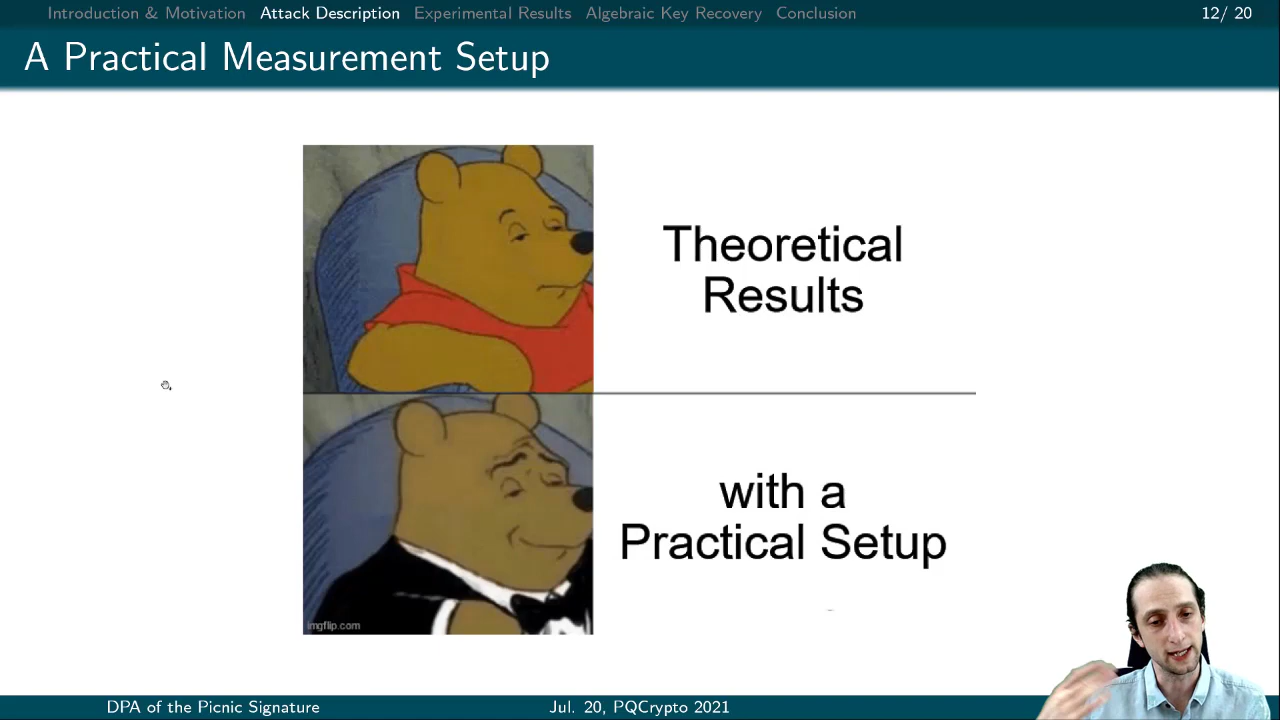 Introduction & Motivation Attack Description Experimental Results Algebraic Key Recovery Conclusion 12/ 20
A Practical Measurement Setup
Theoretical
Results
with a
Practical Setup
imgflip.com
DPA of the Picnic Signature Jul. 20, PQCrypto 2021